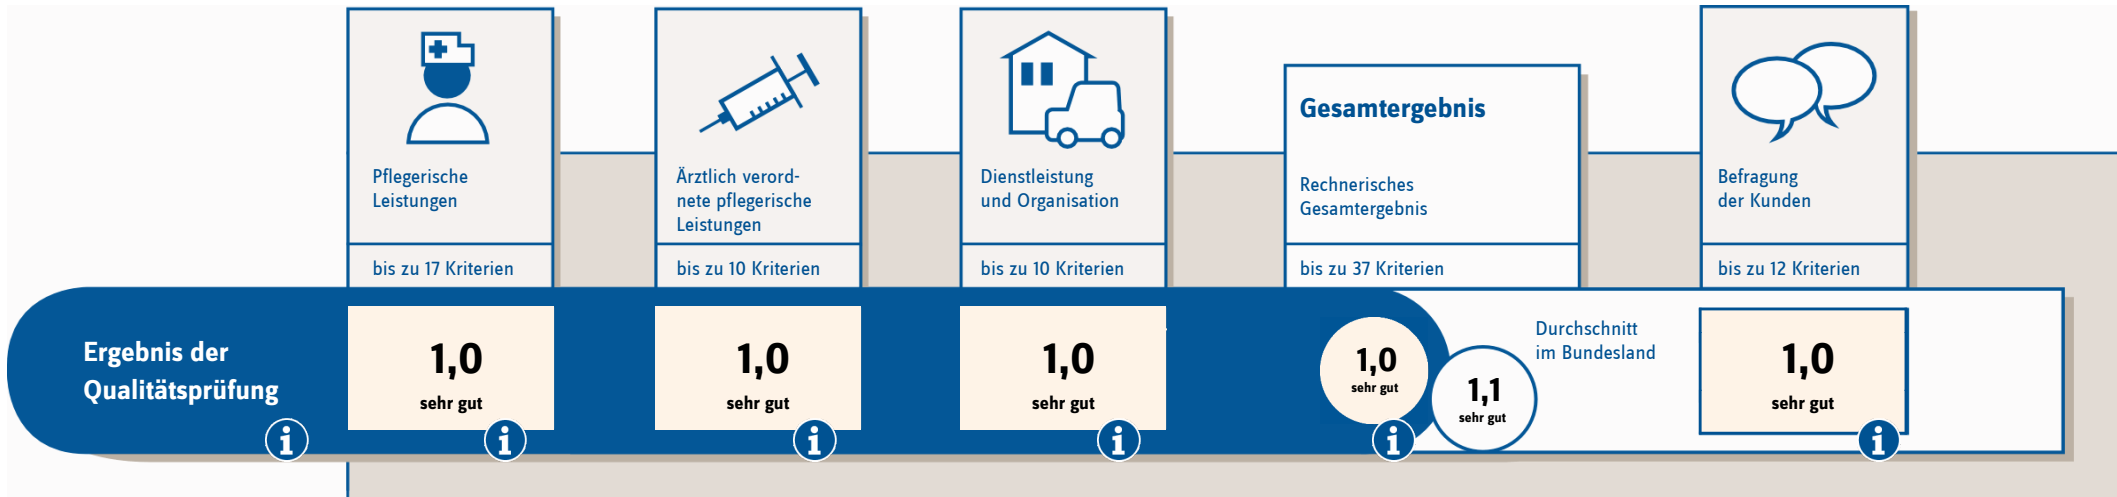 Pflegerische
Leistungen
bis zu 17 Kriterien
Ärztlich verord-
nete pflegerische
Leistungen
bis zu 10 Kriterien
Dienstleistung
und Organisation
bis zu 10 Kriterien
Gesamtergebnis
Rechnerisches
Gesamtergebnis
bis zu 37 Kriterien
Befragung
der Kunden
bis zu 12 Kriterien
Ergebnis der
Qualitätsprüfung
i
1,0
sehr gut
i
1,0
sehr gut
i
1,0
sehr gut
i
1,0
sehr gut
i
1,1
sehr gut
Durchschnitt
im Bundesland
1,0
sehr gut
i